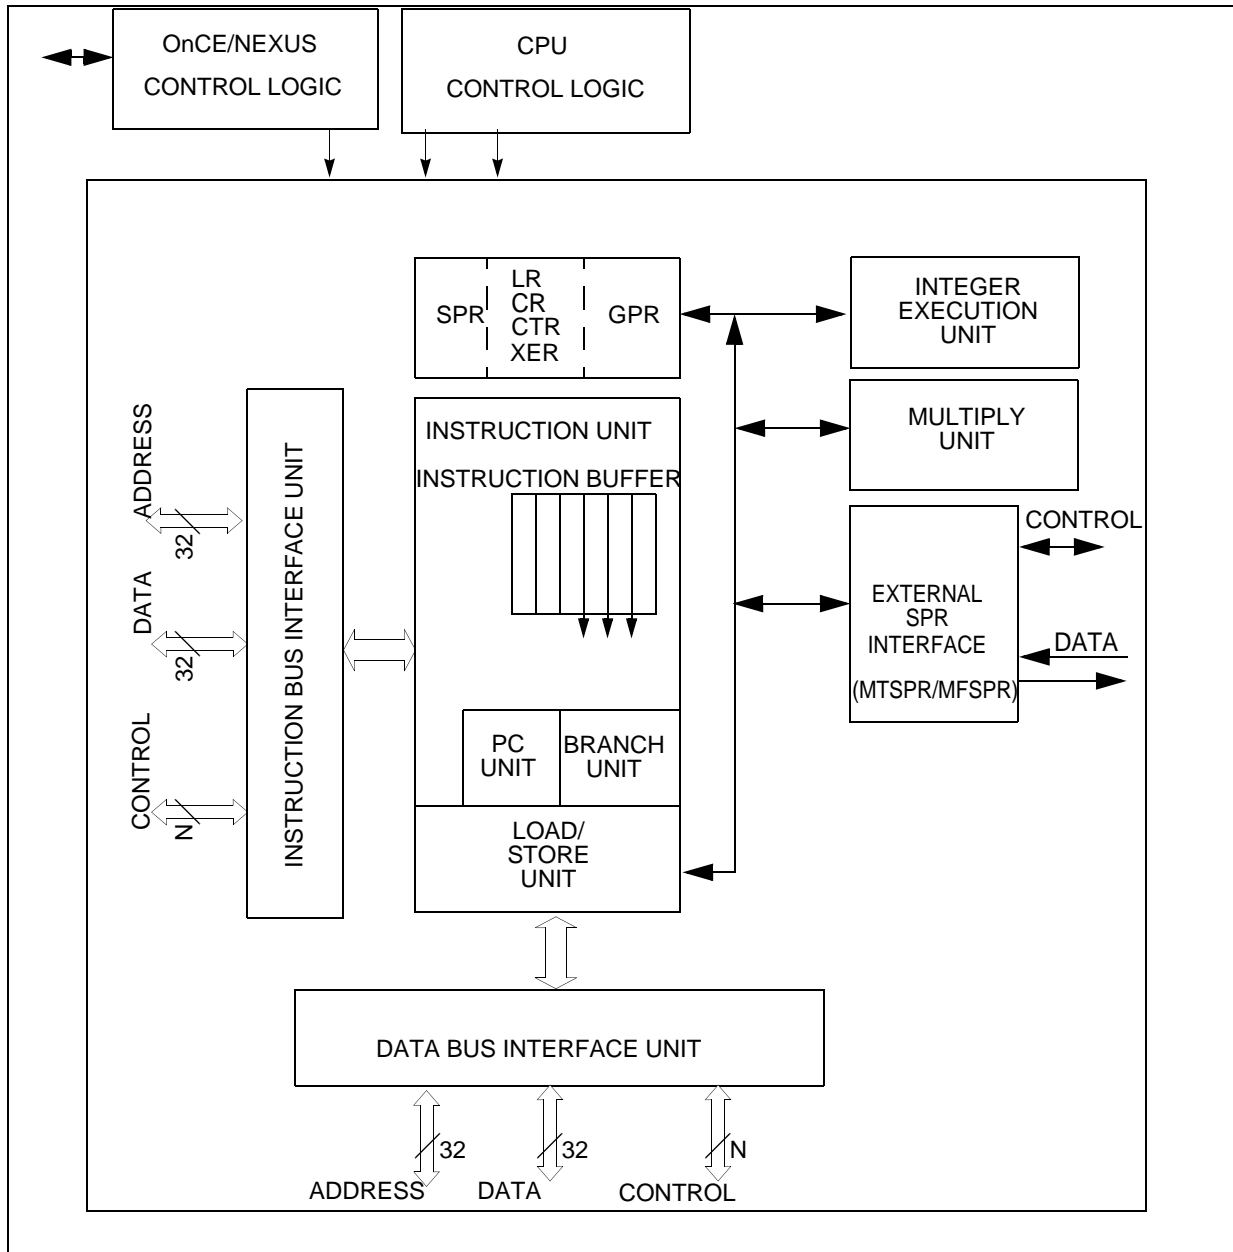 OnCE/NEXUS
CONTROL LOGIC
CPU
CONTROL LOGIC
SPR
LR
CR
CTR
XER
GPR
INTEGER
EXECUTION
UNIT
MULTIPLY
UNIT
INSTRUCTION UNIT
INSTRUCTION BUFFER
INSTRUCTION BUS INTERFACE UNIT
ADDRESS
32
DATA
32
CONTROL
N
CONTROL
EXTERNAL
SPR
INTERFACE
(MTSPR/MFSPR)
DATA
PC
UNIT
BRANCH
UNIT
LOAD/
STORE
UNIT
DATA BUS INTERFACE UNIT
32
32
N
ADDRESS
DATA
CONTROL